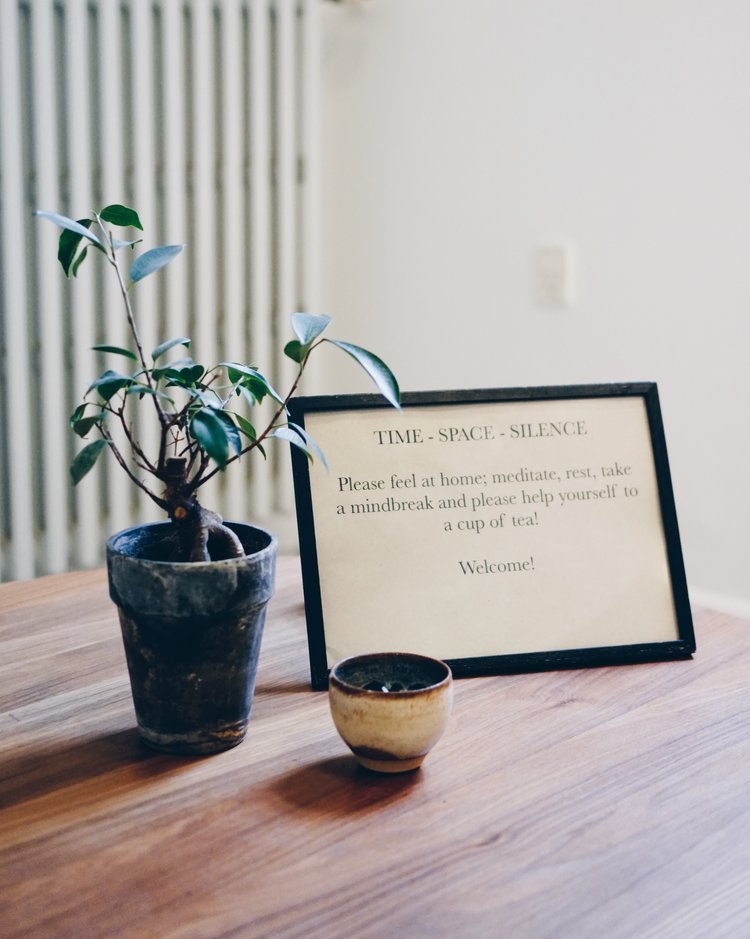 TIME - SPACE - SILENCE
Please feel at home; meditate, rest, take
a mindbreak and please help yourself to
a cup of tea!
Welcome!